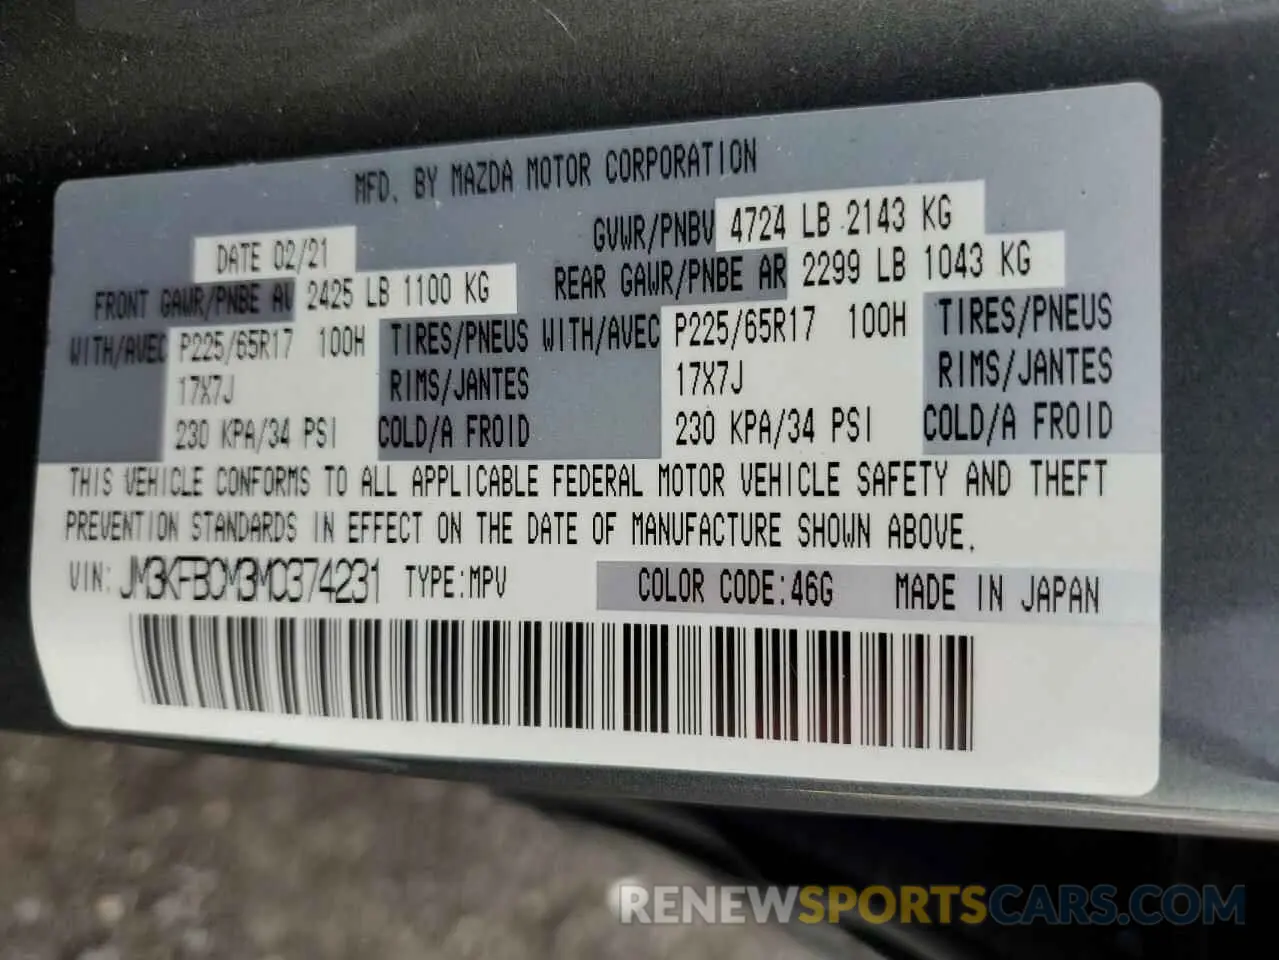 MFD. BY MAZDA MOTOR CORPORATION
DATE 02/21 GVWR/PNBV 4724 LB 2143 KG
FRONT GAWR/PNBE AV 2425 LB 1100 KG REAR GAWR/PNBE AR 2299 LB 1043 KG
WITH/AVEC P225/65R17 100H TIRES/PNEUS WITH/AVEC P225/65R17 100H TIRES/PNEUS
17X7J RIMS/JANTES 17X7J RIMS/JANTES
230 KPA/34 PSI COLD/A FROID 230 KPA/34 PSI COLD/A FROID
THIS VEHICLE CONFORMS TO ALL APPLICABLE FEDERAL MOTOR VEHICLE SAFETY AND THEFT
PREVENTION STANDARDS IN EFFECT ON THE DATE OF MANUFACTURE SHOWN ABOVE.
VIN: JM3KFBCM3M0374231 TYPE:MPV COLOR CODE:46G MADE IN JAPAN
RENEWSPORTSCARS.COM